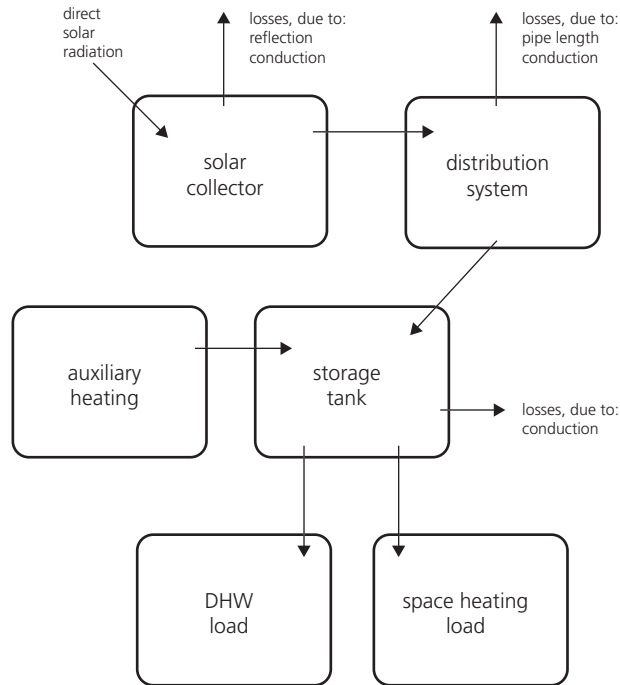 direct
solar
radiation
losses, due to:
reflection
conduction
losses, due to:
pipe length
conduction
solar
collector
distribution
system
auxiliary
heating
storage
tank
losses, due to:
conduction
DHW
load
space heating
load